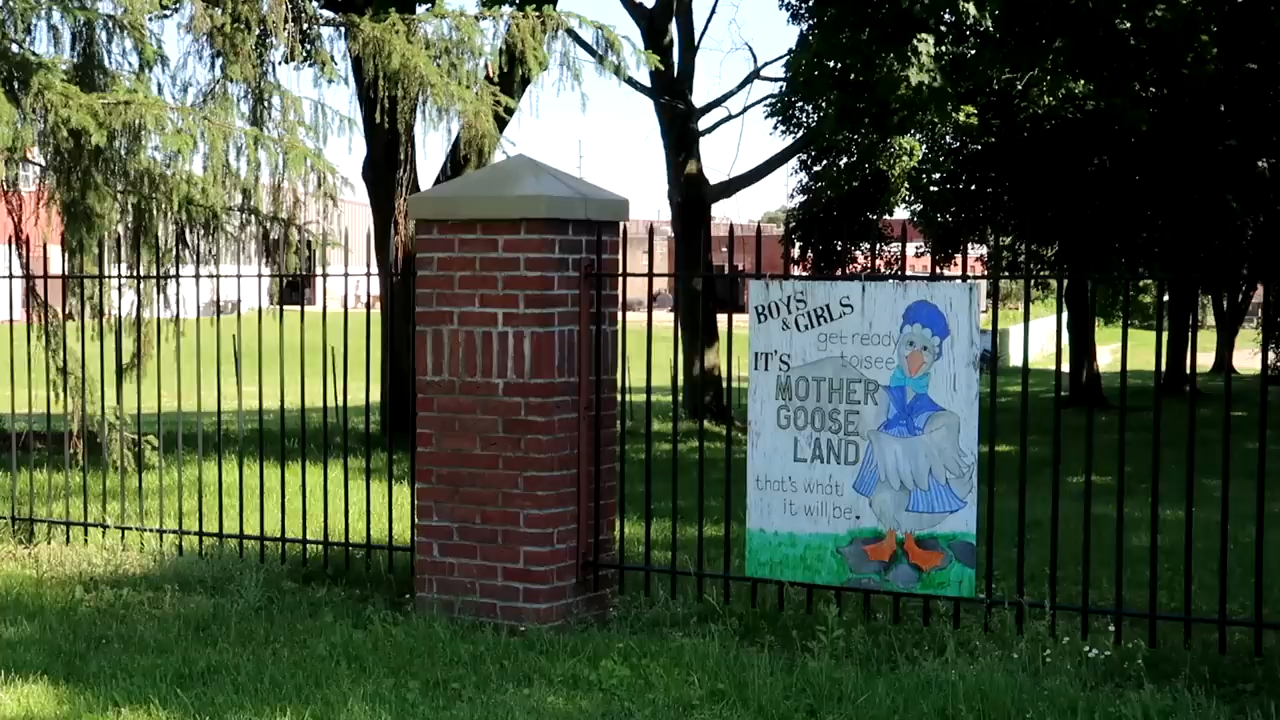 BOYS
& GIRLS
get ready
to see
IT'S
MOTHER
GOOSE
LAND
that's what
it will be.